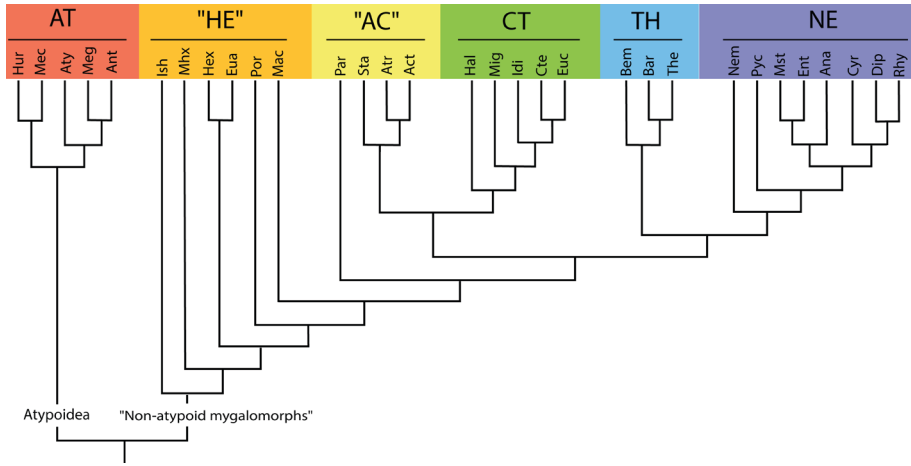 AT "HE" "AC" CT TH NE
Hur Mec Aty Meg Ant Ish Mhx Hex Eua Por Mac Par Sta Atr Act Hal Mig Idi Cte Euc Bem Bar The Nem Pyc Mst Ent Ana Cyr Dip Rhy
Atypoidea "Non-atypoid mygalomorphs"